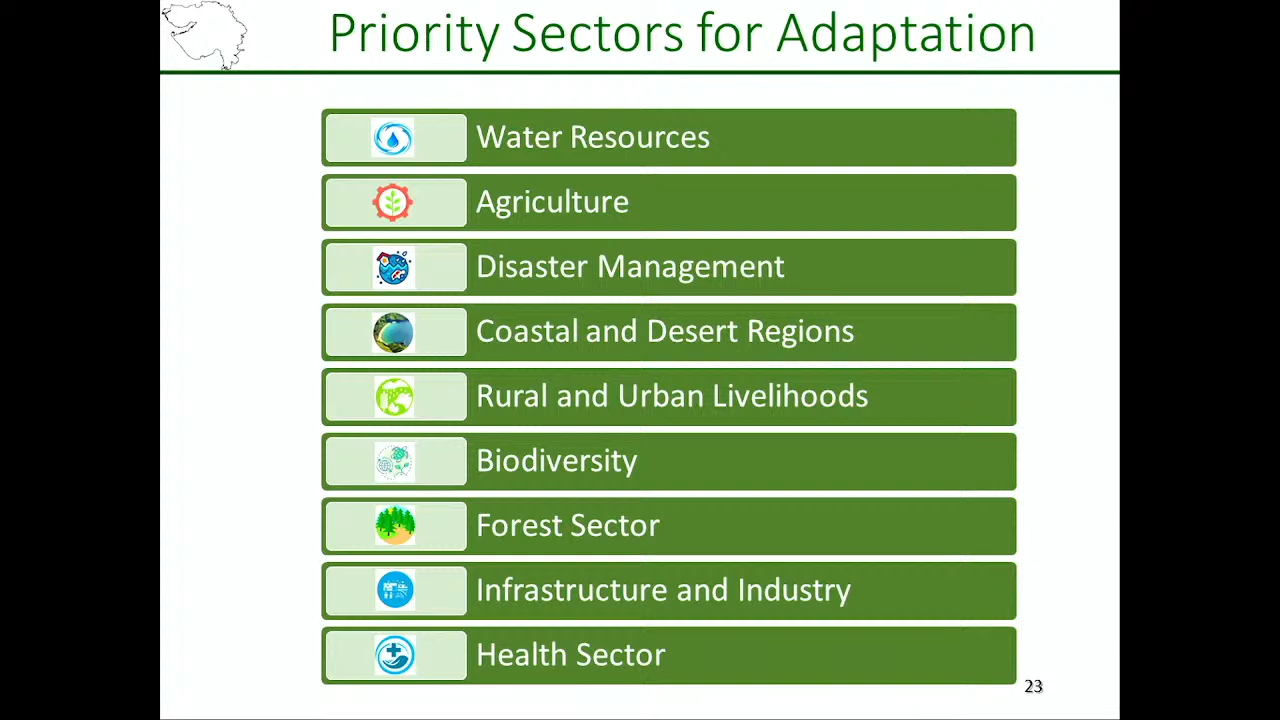 Priority Sectors for Adaptation
Water Resources
Agriculture
Disaster Management
Coastal and Desert Regions
Rural and Urban Livelihoods
Biodiversity
Forest Sector
Infrastructure and Industry
Health Sector
23